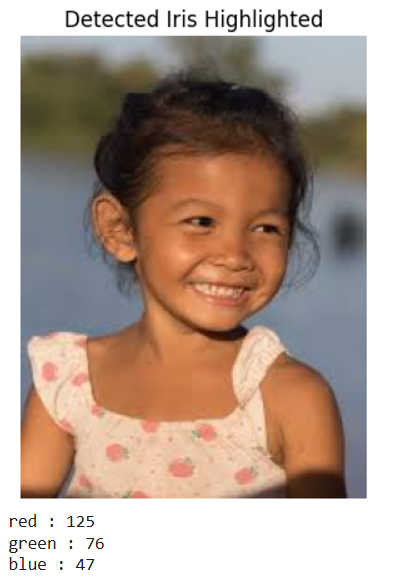 Detected Iris Highlighted
red : 125
green : 76
blue : 47